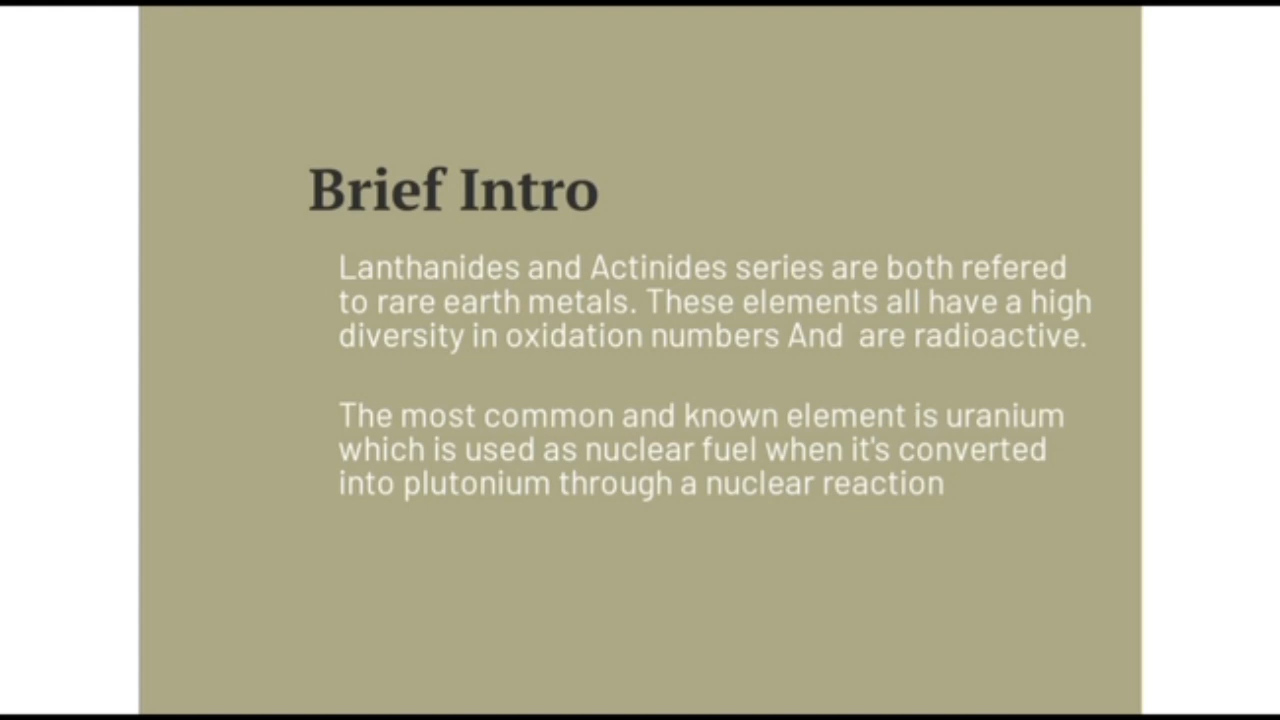 Brief Intro
Lanthanides and Actinides series are both refered
to rare earth metals. These elements all have a high
diversity in oxidation numbers And  are radioactive.
The most common and known element is uranium
which is used as nuclear fuel when it's converted
into plutonium through a nuclear reaction